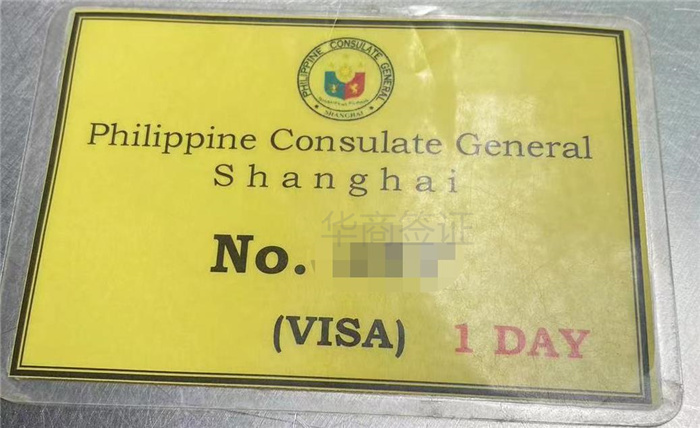 PHILIPPINE CONSULATE GENERAL
SHANGHAI
Philippine Consulate General
Shanghai
华商签证
No.
(VISA) 1 DAY